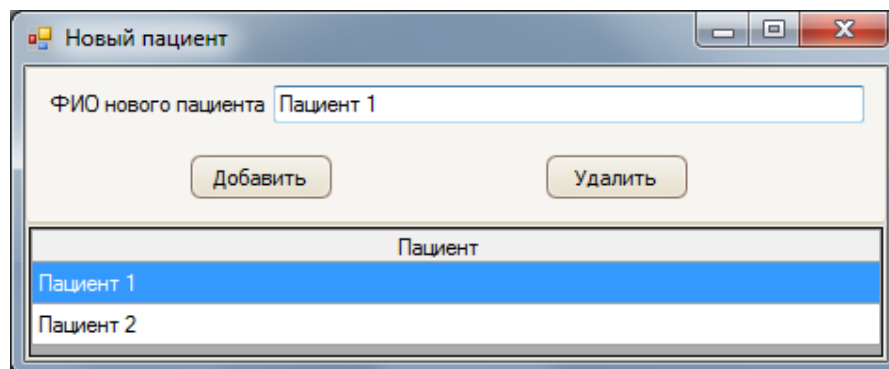 Новый пациент
ФИО нового пациента Пациент 1
Добавить Удалить
Пациент
Пациент 1
Пациент 2